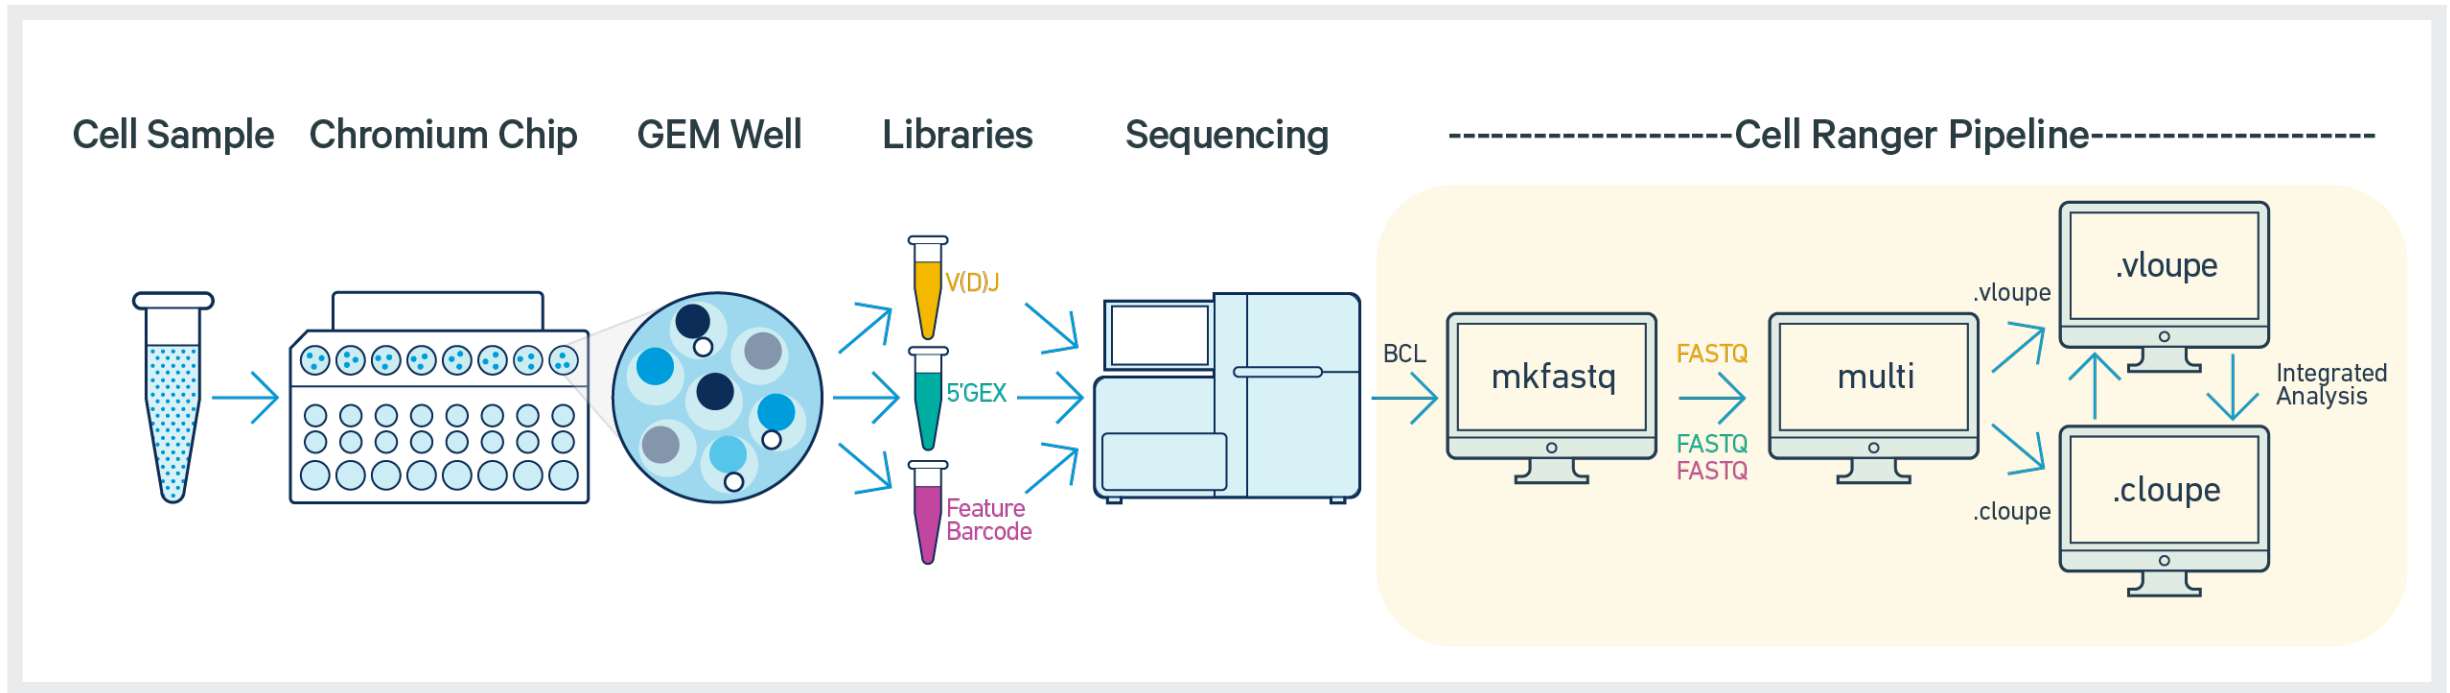 Cell Sample
Chromium Chip
GEM Well
Libraries
Sequencing
--------------------Cell Ranger Pipeline--------------------
V(D)J
5'GEX
Feature
Barcode
BCL
mkfastq
FASTQ
FASTQ
FASTQ
multi
.vloupe
.cloupe
.vloupe
.cloupe
Integrated
Analysis